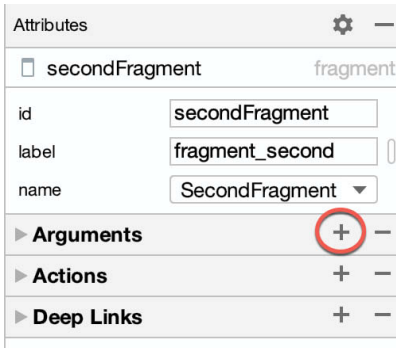 Attributes
secondFragment fragment
id secondFragment
label fragment_second
name SecondFragment
Arguments
Actions
Deep Links